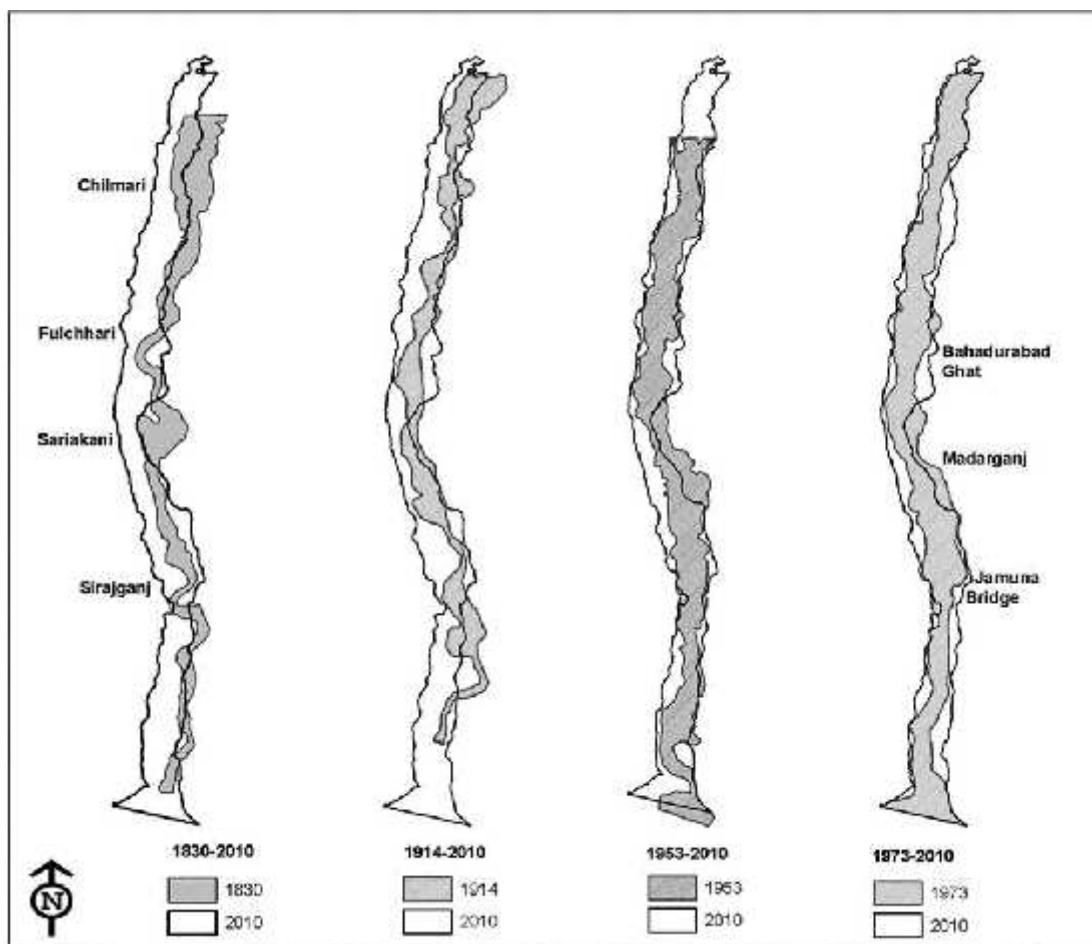 Chilmari
Fulchhari
Sariakani
Sirajganj
Bahadurabad
Ghat
Madarganj
Jamuna
Bridge
1830-2010
1830
2010
1914-2010
1914
2010
1953-2010
1953
2010
1973-2010
1973
2010
N